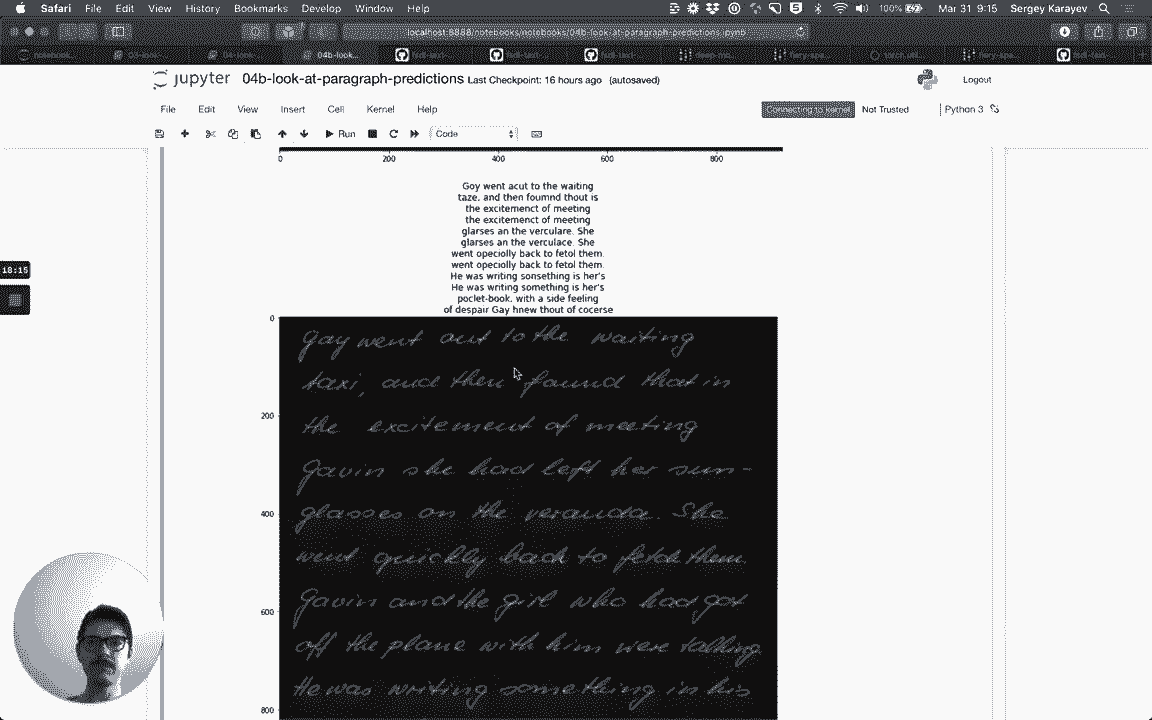 Safari File Edit View History Bookmarks Develop Window Help 100% Mar 31 9:15 Sergey Karayev
localhost:8888/notebooks/notebooks/04b-look-at-paragraph-predictions.ipynb
04b-look...
jupyter 04b-look-at-paragraph-predictions Last Checkpoint: 16 hours ago (autosaved) Logout
File Edit View Insert Cell Kernel Help Connecting to kernel Not Trusted Python 3
Run Code
0 200 400 600 800
Goy went acut to the waiting
taze, and then foumnd thout is
the excitemenct of meeting
the excitemenct of meeting
glarses an the verculare. She
glarses an the verculace. She
went opeciolly back to fetol them.
went opeciolly back to fetol them.
He was writing sonsething is her's
He was writing something is her's
poclet-book, with a side feeling
of despair Gay hnew thout of cocerse
0
Gay went out to the waiting
taxi, and then found that in
200
the excitement of meeting
Gavin she had left her sun-
400
glasses on the veranda. She
went quickly back to fetch them.
600
Gavin and the girl who had got
off the plane with him were talking.
He was writing something in his
800
18:15